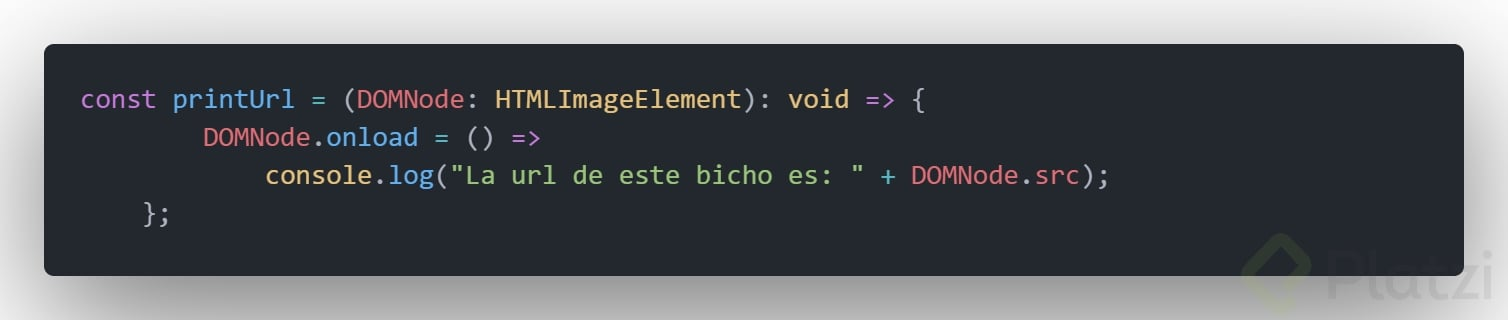 const printUrl = (DOMNode: HTMLImageElement): void => {
DOMNode.onload = () =>
console.log("La url de este bicho es: " + DOMNode.src);
};
Platzi